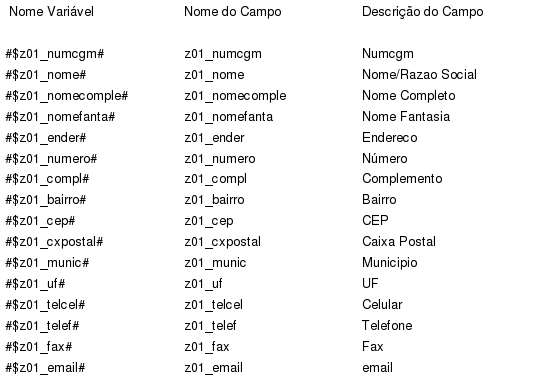 Nome Variável Nome do Campo Descrição do Campo
#$z01_numcgm# z01_numcgm Numcgm
#$z01_nome# z01_nome Nome/Razao Social
#$z01_nomecomple# z01_nomecomple Nome Completo
#$z01_nomefanta# z01_nomefanta Nome Fantasia
#$z01_ender# z01_ender Endereco
#$z01_numero# z01_numero Número
#$z01_compl# z01_compl Complemento
#$z01_bairro# z01_bairro Bairro
#$z01_cep# z01_cep CEP
#$z01_cxpostal# z01_cxpostal Caixa Postal
#$z01_munic# z01_munic Municipio
#$z01_uf# z01_uf UF
#$z01_telcel# z01_telcel Celular
#$z01_telef# z01_telef Telefone
#$z01_fax# z01_fax Fax
#$z01_email# z01_email email